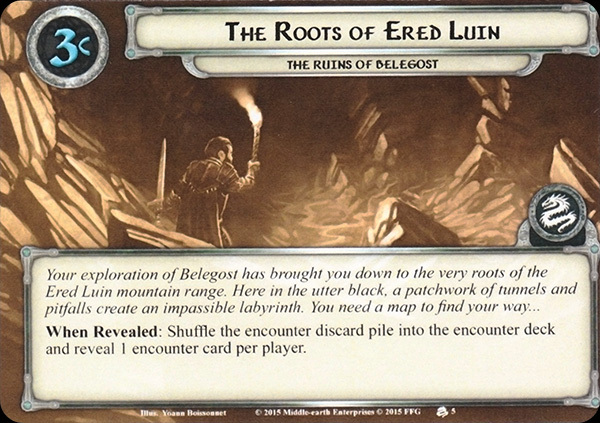 3C
THE ROOTS OF ERED LUIN
THE RUINS OF BELEGOST
Your exploration of Belegost has brought you down to the very roots of the
Ered Luin mountain range. Here in the utter black, a patchwork of tunnels and
pitfalls create an impassible labyrinth. You need a map to find your way...
When Revealed: Shuffle the encounter discard pile into the encounter deck
and reveal 1 encounter card per player.
Illus. Yoann Boissonnet © 2015 Middle-earth Enterprises © 2015 FFG 5